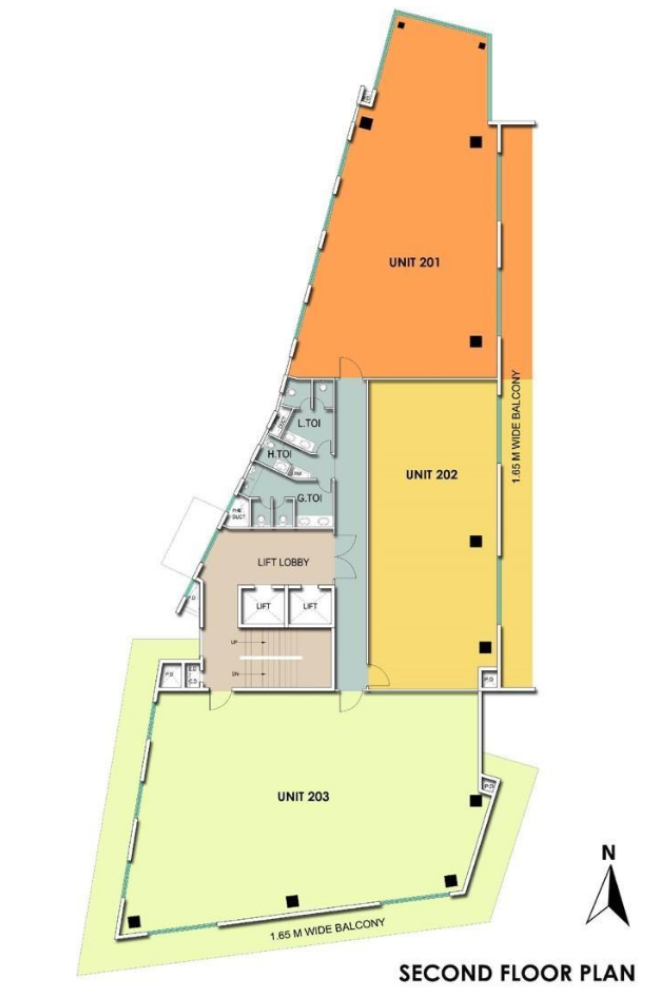 UNIT 201
1.65 M WIDE BALCONY
L.TOI
H.TOI
UNIT 202
G.TOI
PHE
DUCT
LIFT LOBBY
P.D
LIFT
LIFT
UP
DN
P.D
E.D
C.D
P.D
UNIT 203
P.D
1.65 M WIDE BALCONY
N
SECOND FLOOR PLAN